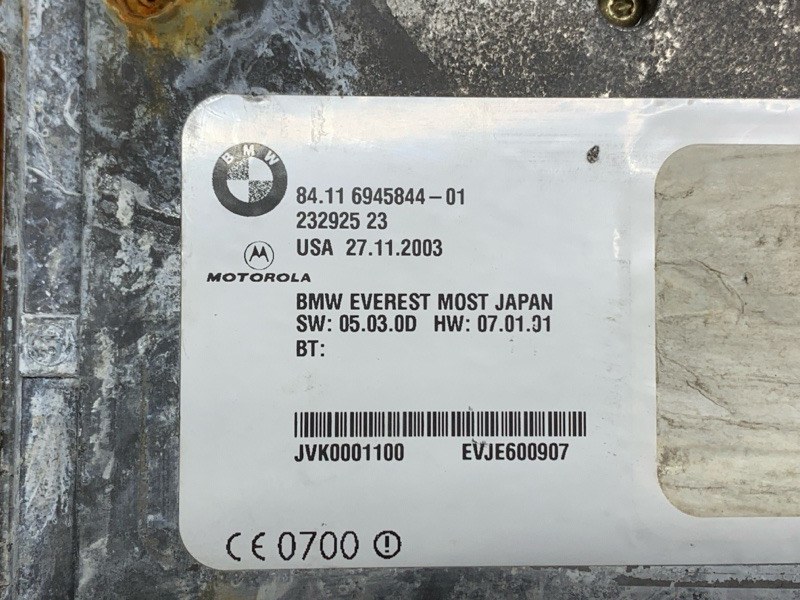 BMW
84.11 6945844-01
232925 23
USA 27.11.2003
MOTOROLA
BMW EVEREST MOST JAPAN
SW: 05.03.0D HW: 07.01.01
BT:
JVK0001100 EVJE600907
CE 0700